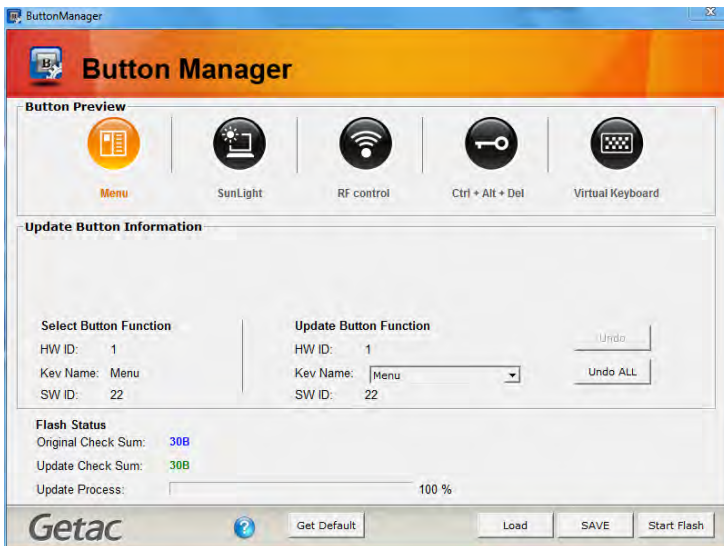 ButtonManager
Button Manager
Button Preview
Menu SunLight RF control Ctrl + Alt + Del Virtual Keyboard
Update Button Information
Select Button Function Update Button Function
HW ID: 1 HW ID: 1 Undo
Key Name: Menu Key Name: Menu Undo ALL
SW ID: 22 SW ID: 22
Flash Status
Original Check Sum: 30B
Update Check Sum: 30B
Update Process: 100 %
Getac ? Get Default Load SAVE Start Flash